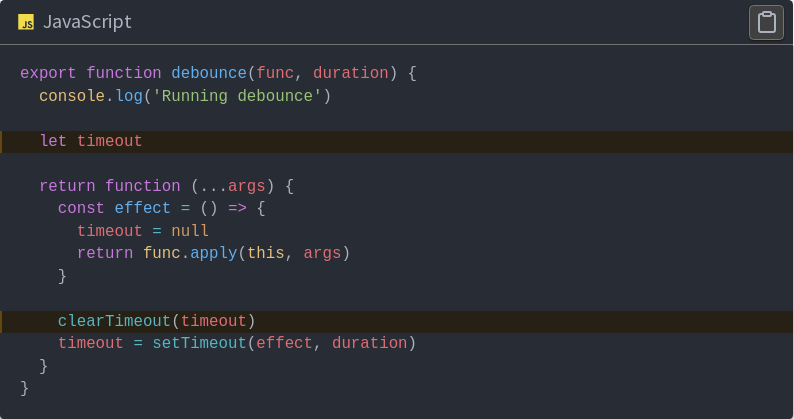 JS JavaScript
export function debounce(func, duration) {
  console.log('Running debounce')

  let timeout

  return function (...args) {
    const effect = () => {
      timeout = null
      return func.apply(this, args)
    }

    clearTimeout(timeout)
    timeout = setTimeout(effect, duration)
  }
}